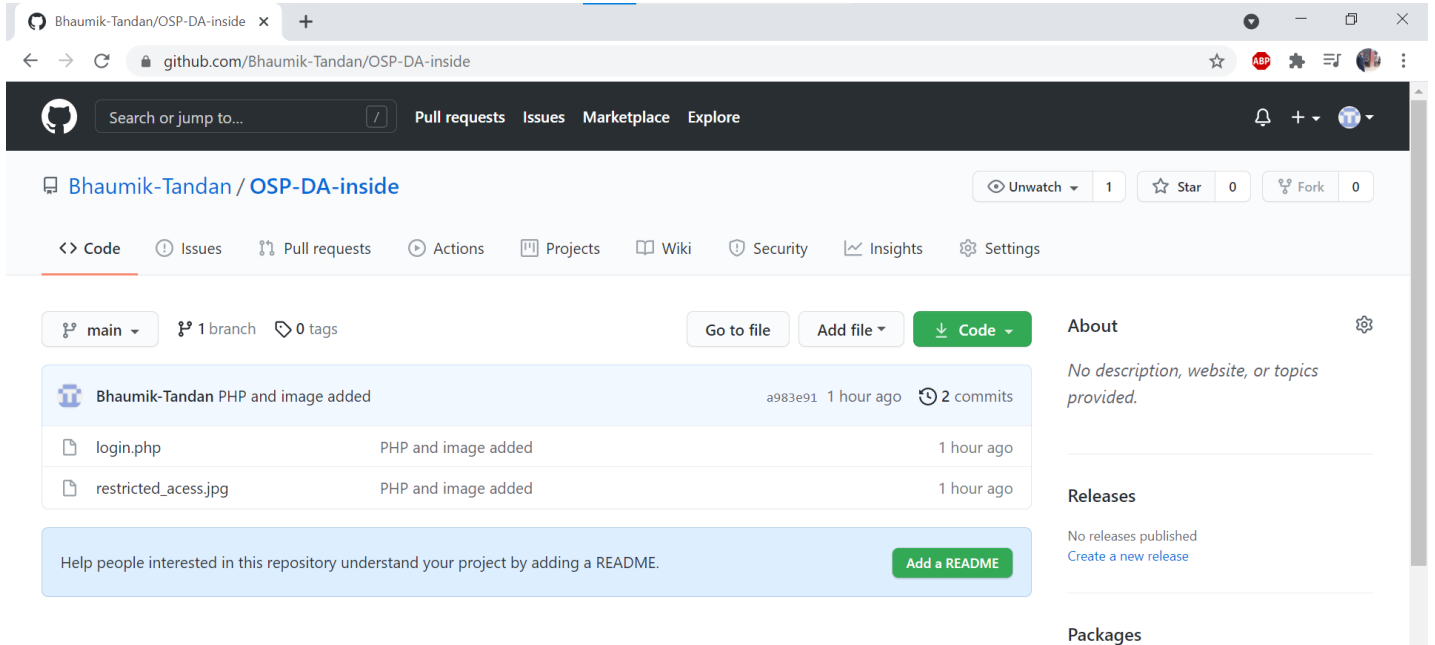 Bhaumik-Tandan/OSP-DA-inside
github.com/Bhaumik-Tandan/OSP-DA-inside
ABP
Search or jump to... / Pull requests Issues Marketplace Explore
Bhaumik-Tandan / OSP-DA-inside Unwatch 1 Star 0 Fork 0
Code Issues Pull requests Actions Projects Wiki Security Insights Settings
main 1 branch 0 tags Go to file Add file Code
Bhaumik-Tandan PHP and image added a983e91 1 hour ago 2 commits
login.php PHP and image added 1 hour ago
restricted_acess.jpg PHP and image added 1 hour ago
Help people interested in this repository understand your project by adding a README. Add a README
About
No description, website, or topics
provided.
Releases
No releases published
Create a new release
Packages